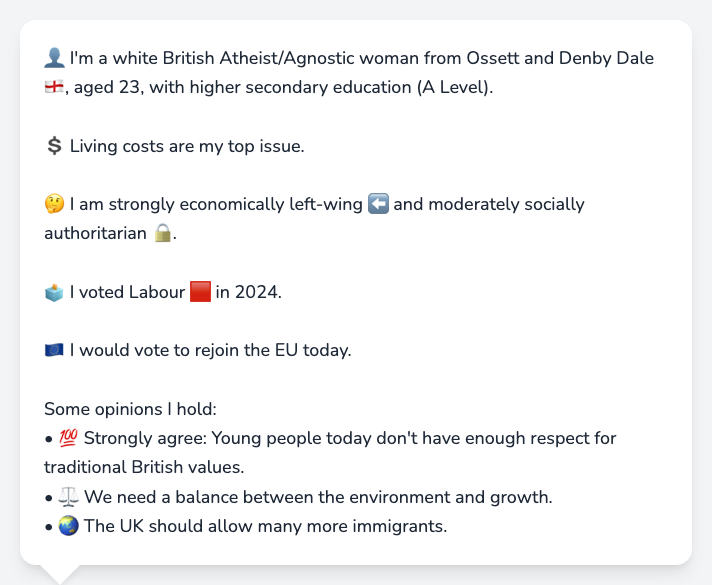 👤 I'm a white British Atheist/Agnostic woman from Ossett and Denby Dale
🏴󠁧󠁢󠁥󠁮󠁧󠁿, aged 23, with higher secondary education (A Level).
💲 Living costs are my top issue.
🤔 I am strongly economically left-wing ⬅️ and moderately socially
authoritarian 🔒.
🗳️ I voted Labour 🟥 in 2024.
🇪🇺 I would vote to rejoin the EU today.
Some opinions I hold:
• 💯 Strongly agree: Young people today don't have enough respect for
traditional British values.
• ⚖️ We need a balance between the environment and growth.
• 🌏 The UK should allow many more immigrants.